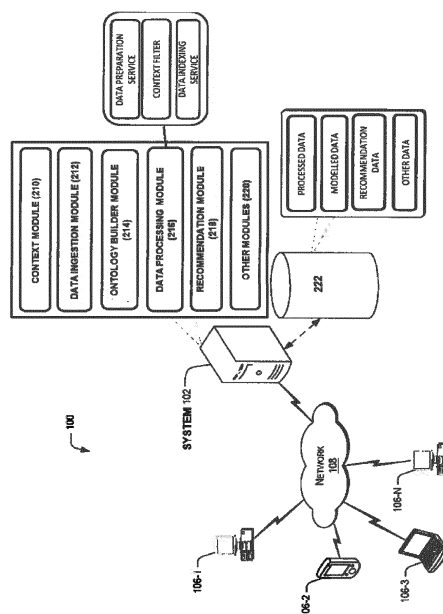 100
SYSTEM 102
CONTEXT MODULE (210)
DATA INGESTION MODULE (212)
ONTOLOGY BUILDER MODULE
(214)
DATA PROCESSING MODULE
(216)
RECOMMENDATION MODULE
(218)
OTHER MODULES (220)
DATA PREPARATION
SERVICE
CONTEXT FILTER
DATA INDEXING
SERVICE
222
PROCESSED DATA
MODELLED DATA
RECOMMENDATION
DATA
OTHER DATA
NETWORK
108
106-1
06-2
106-3
106-N